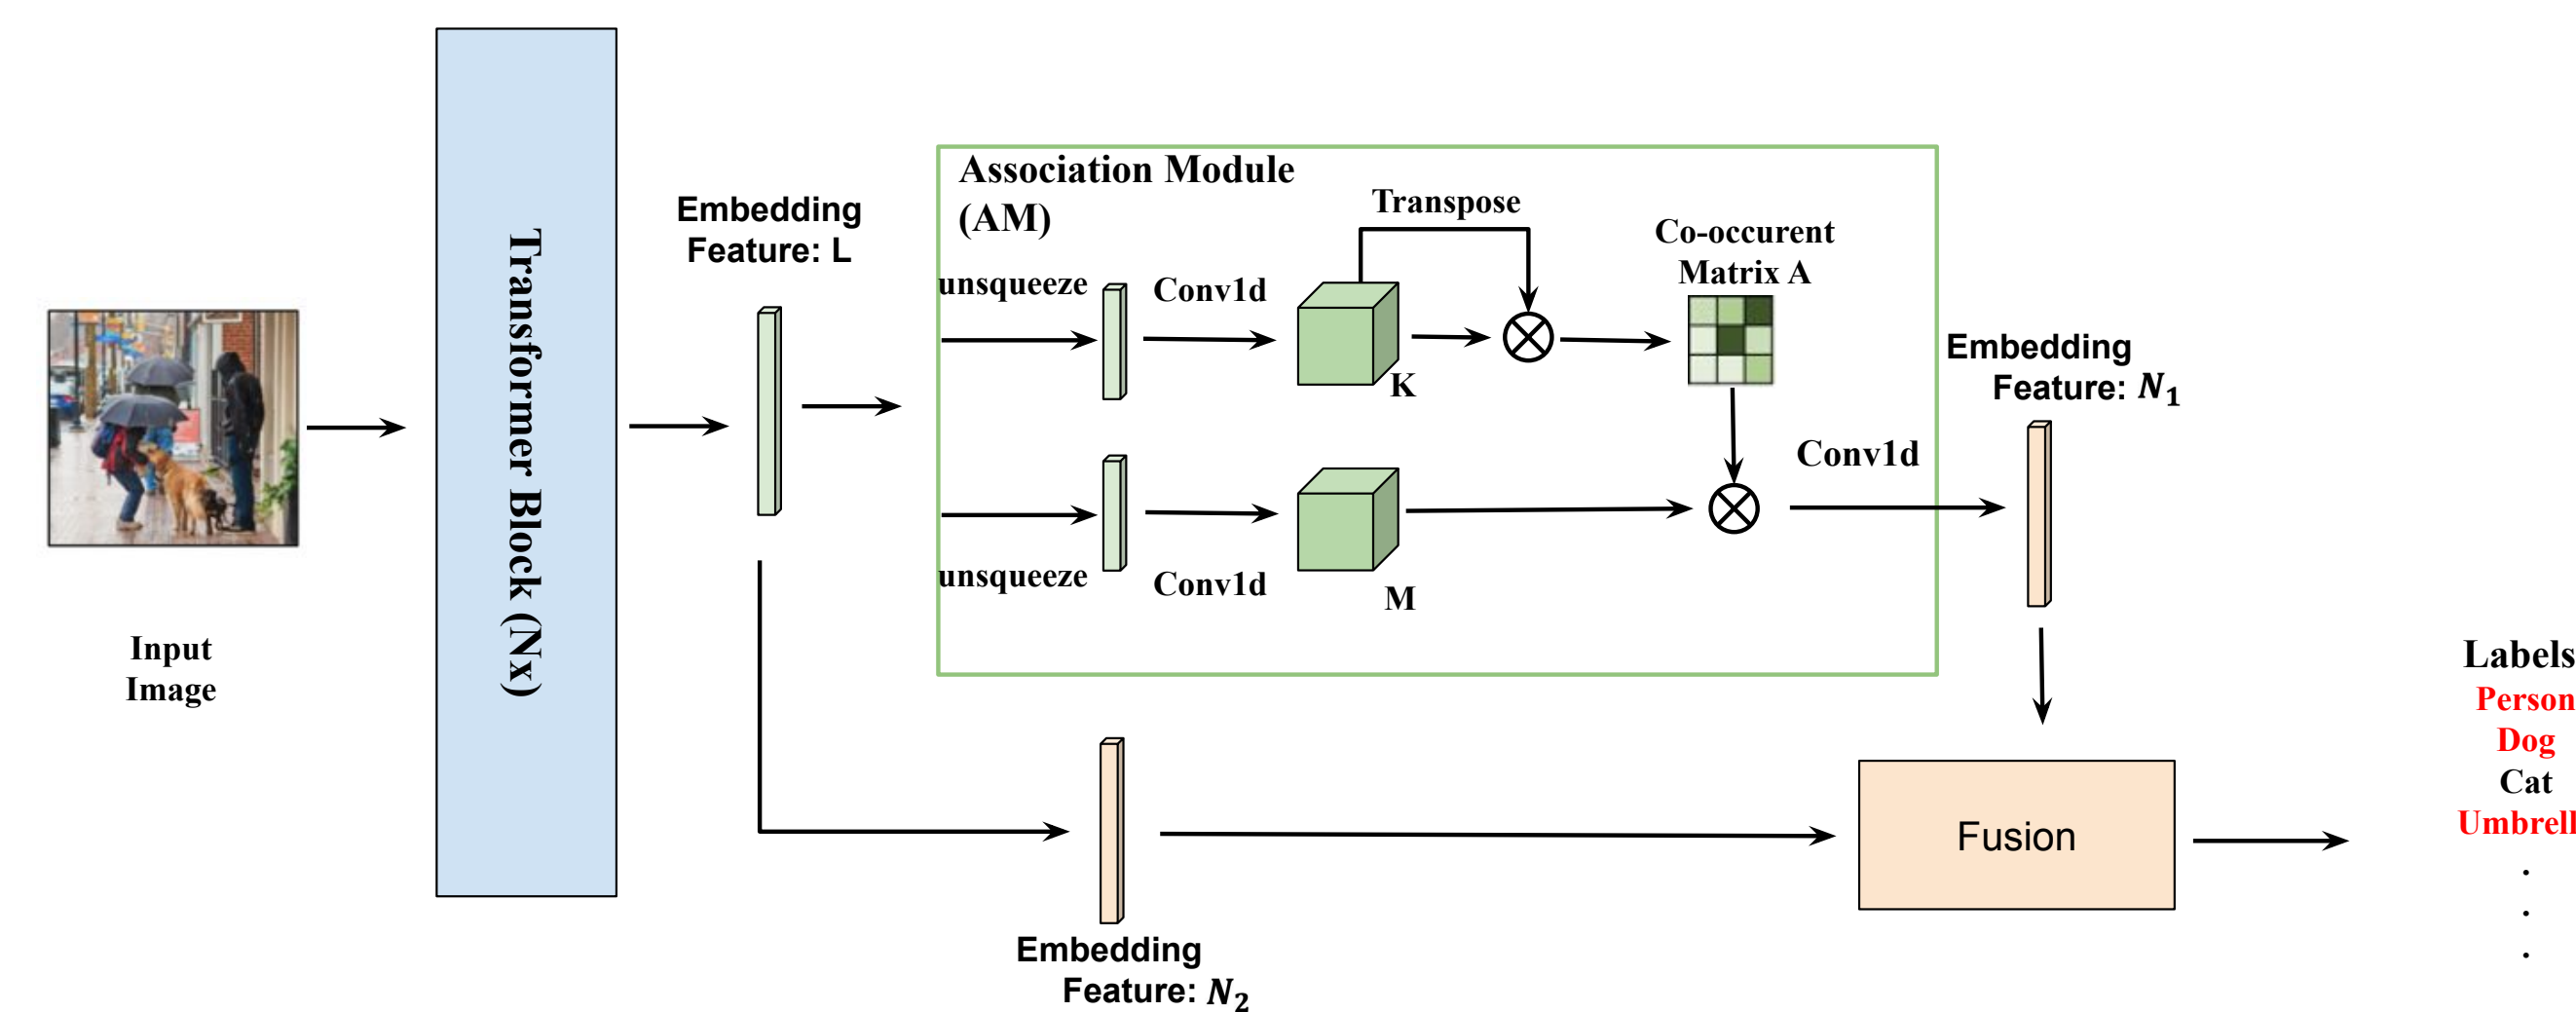 Input
Image
Transformer Block (Nx)
Embedding
Feature: L
Association Module
(AM)
unsqueeze
Conv1d
Transpose
K
Co-occurent
Matrix A
unsqueeze
Conv1d
M
Conv1d
Embedding
Feature: N₁
Embedding
Feature: N₂
Fusion
Labels
Person
Dog
Cat
Umbrell
.
.
.